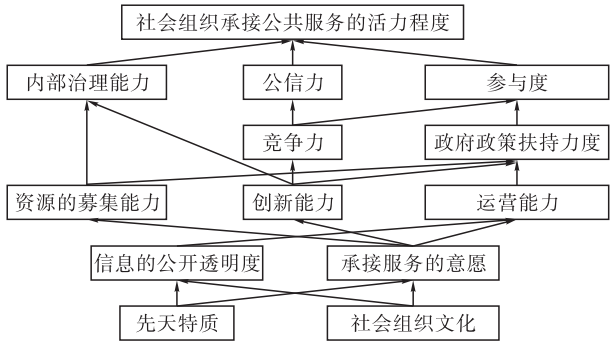 社会组织承接公共服务的活力程度
内部治理能力
公信力
参与度
竞争力
政府政策扶持力度
资源的募集能力
创新能力
运营能力
信息的公开透明度
承接服务的意愿
先天特质
社会组织文化